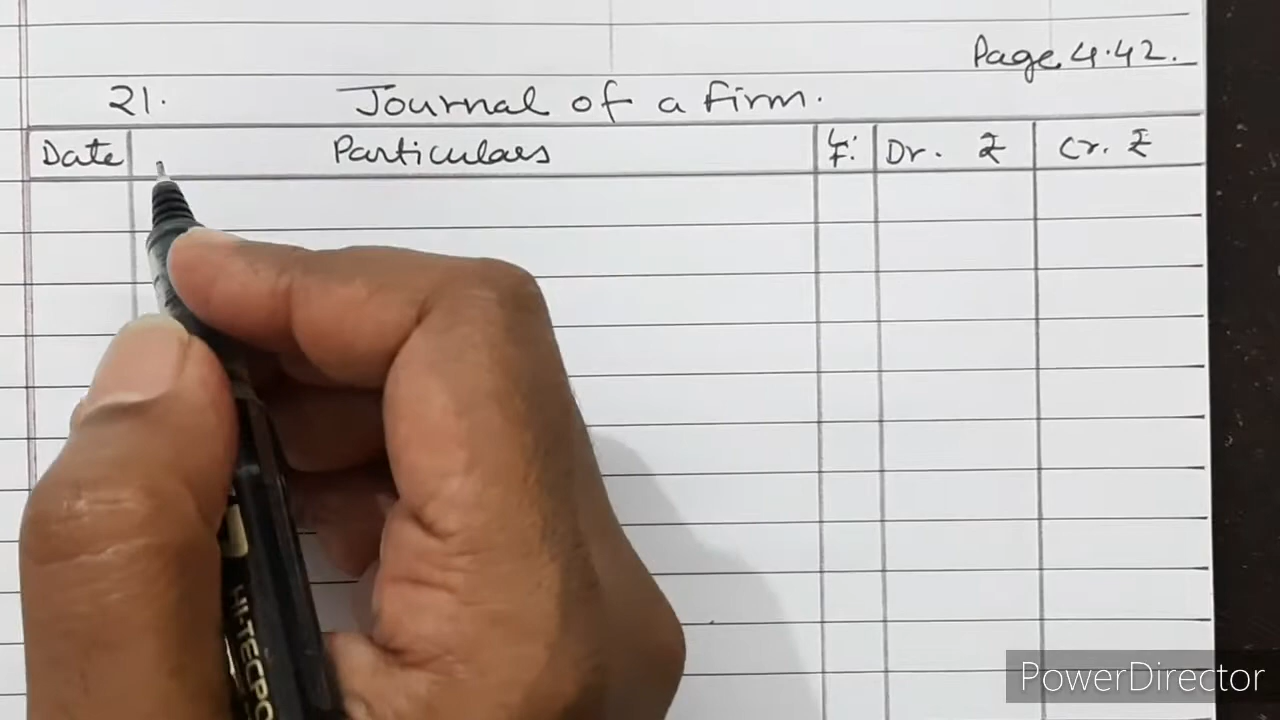 Page 4.42.
21. Journal of a firm.
Date Particulars L.F. Dr. ₹ Cr. ₹
HI-TECPO
PowerDirector